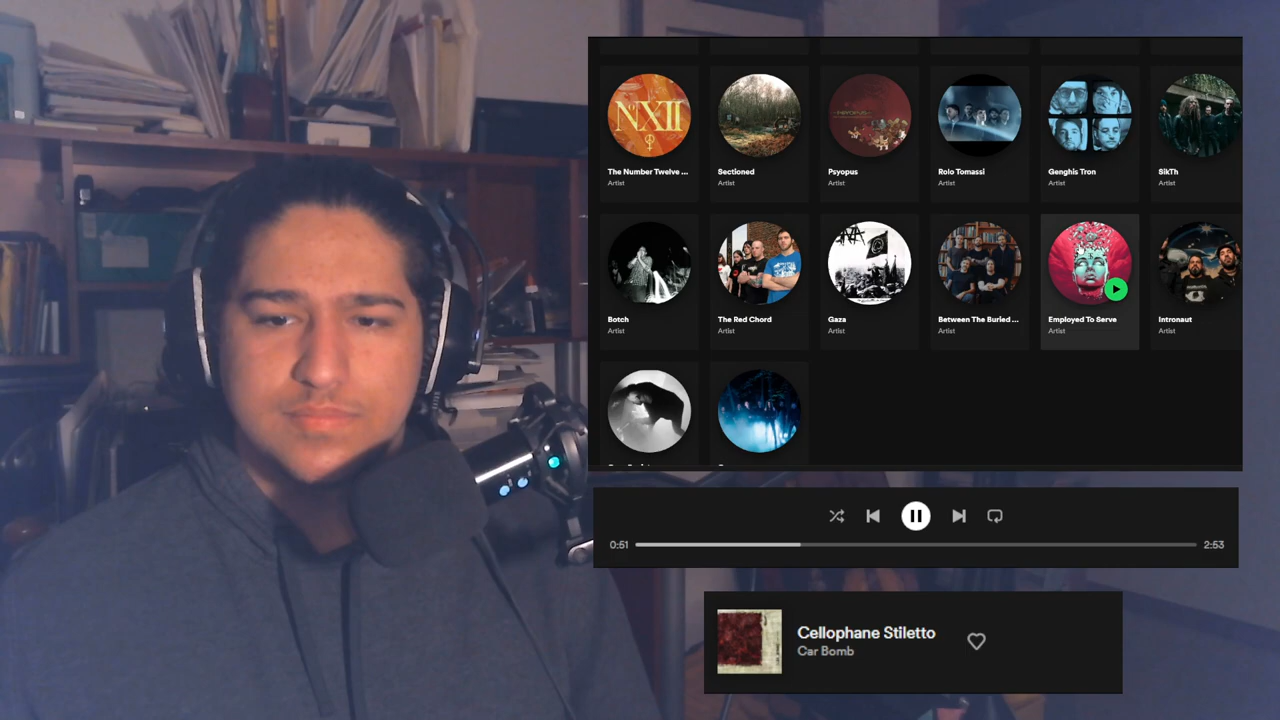 NXII
The Number Twelve ...
Artist
Sectioned
Artist
Psyopus
Artist
Rolo Tomassi
Artist
Genghis Tron
Artist
SikTh
Artist
Botch
Artist
The Red Chord
Artist
Gaza
Artist
Between The Buried ...
Artist
Employed To Serve
Artist
Intronaut
Artist
0:51
2:53
Cellophane Stiletto
Car Bomb